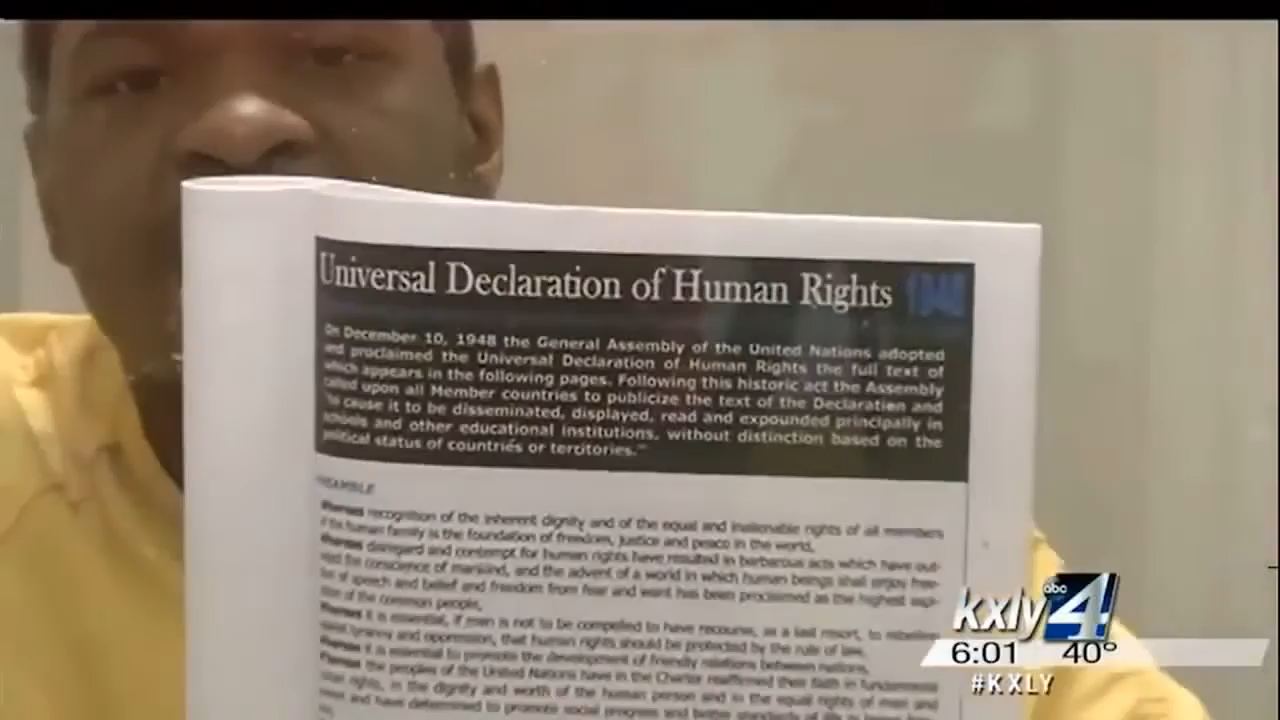 Universal Declaration of Human Rights 1948
On December 10, 1948 the General Assembly of the United Nations adopted
and proclaimed the Universal Declaration of Human Rights the full text of
which appears in the following pages. Following this historic act the Assembly
called upon all Member countries to publicize the text of the Declaration and
"to cause it to be disseminated, displayed, read and expounded principally in
schools and other educational institutions, without distinction based on the
political status of countries or territories."
PREAMBLE
Whereas recognition of the inherent dignity and of the equal and inalienable rights of all members
of the human family is the foundation of freedom, justice and peace in the world,
Whereas disregard and contempt for human rights have resulted in barbarous acts which have out-
raged the conscience of mankind, and the advent of a world in which human beings shall enjoy free-
dom of speech and belief and freedom from fear and want has been proclaimed as the highest aspi-
ration of the common people,
Whereas it is essential, if man is not to be compelled to have recourse, as a last resort, to rebellion
against tyranny and oppression, that human rights should be protected by the rule of law,
Whereas it is essential to promote the development of friendly relations between nations,
Whereas the peoples of the United Nations have in the Charter reaffirmed their faith in fundamental
human rights, in the dignity and worth of the human person and in the equal rights of men and
women and have determined to promote social progress and better standards of life in
kxly abc 4!
6:01 40°
#KXLY